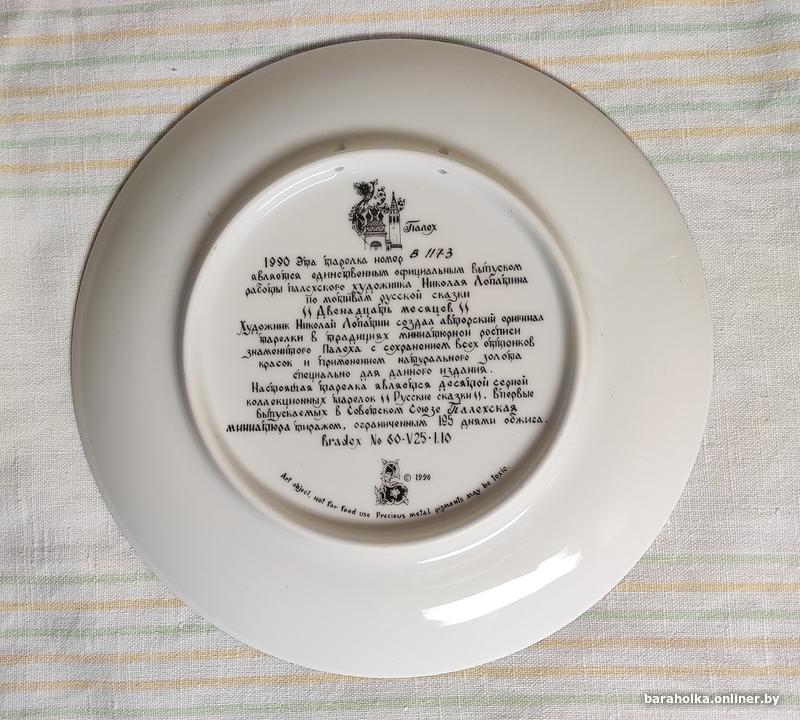 Палех
1990 Эта тарелка номер B 1173
является единственным официальным выпуском
работы палехского художника Николая Лопатина
по мотивам русской сказки
"Двенадцать месяцев"
Художник Николай Лопатин создал авторский оригинал
тарелки в традициях миниатюрной росписи
знаменитого Палеха с сохранением всех оттенков
красок и применением натурального золота
специально для данного издания.
Настоящая тарелка является десятой серией
коллекционных тарелок "Русские сказки", впервые
выпускаемых в Советском Союзе Палехская
миниатюра тиражом, ограниченным 195 днями обжига.
Bradex No 60-V25-1.10
© 1990
Art object, not for food use Precious metal pigments may be toxic.
baraholka.onliner.by